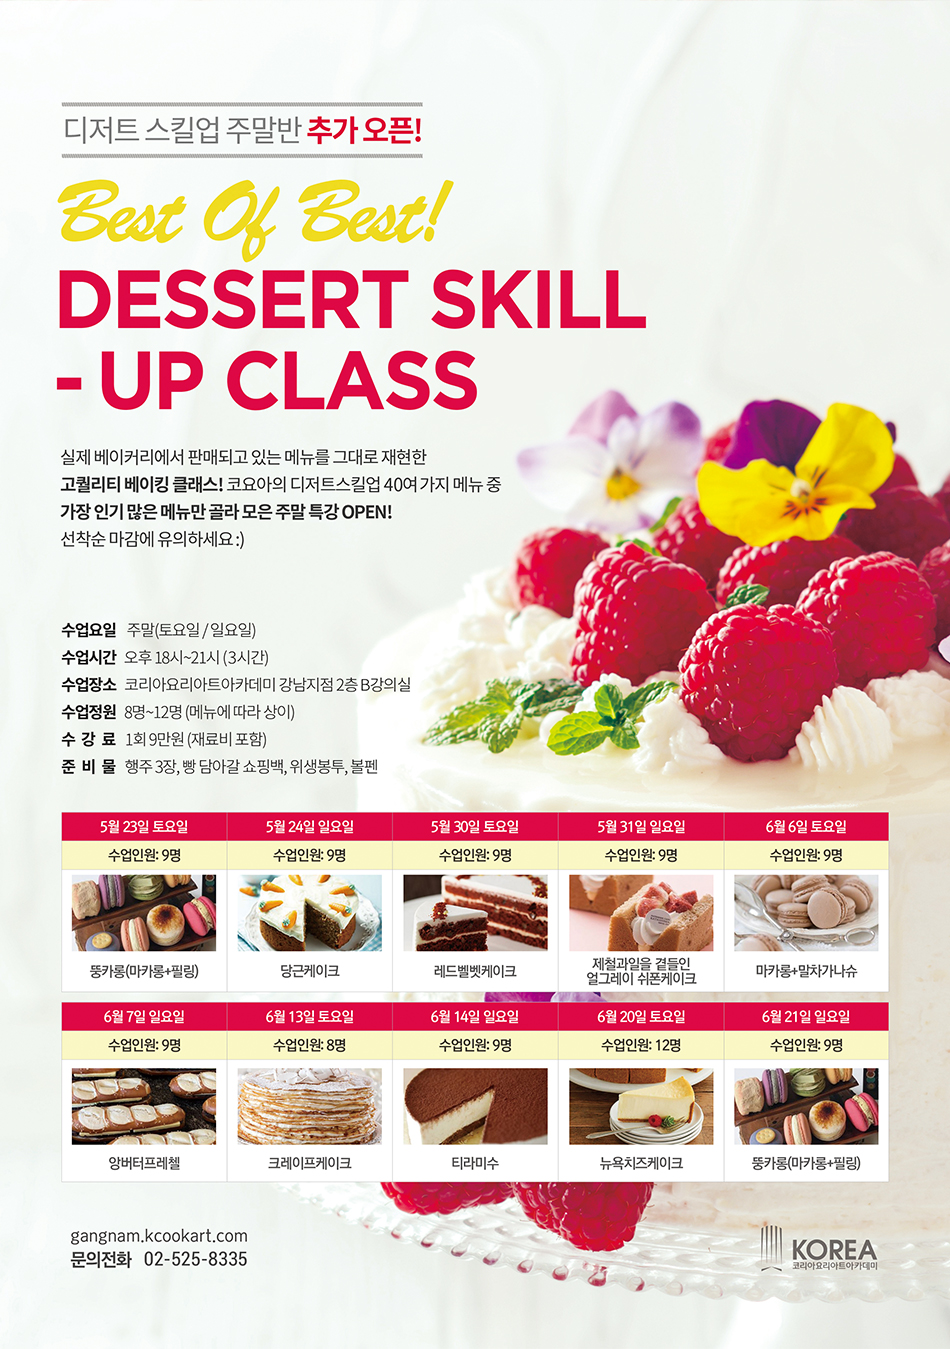 디저트 스킬업 주말반 추가 오픈!
Best Of Best!
DESSERT SKILL
- UP CLASS
실제 베이커리에서 판매되고 있는 메뉴를 그대로 재현한
고퀄리티 베이킹 클래스! 코요아의 디저트스킬업 40여 가지 메뉴 중
가장 인기 많은 메뉴만 골라 모은 주말 특강 OPEN!
선착순 마감에 유의하세요 :)
수업요일 주말(토요일 / 일요일)
수업시간 오후 18시~21시 (3시간)
수업장소 코리아요리아트아카데미 강남지점 2층 B강의실
수업정원 8명~12명 (메뉴에 따라 상이)
수 강 료 1회 9만원 (재료비 포함)
준 비 물 행주 3장, 빵 담아갈 쇼핑백, 위생봉투, 볼펜
5월 23일 토요일 5월 24일 일요일 5월 30일 토요일 5월 31일 일요일 6월 6일 토요일
수업인원: 9명 수업인원: 9명 수업인원: 9명 수업인원: 9명 수업인원: 9명
뚱카롱(마카롱+필링) 당근케이크 레드벨벳케이크 제철과일을 곁들인 마카롱+말차가나슈
얼그레이 쉬폰케이크
6월 7일 일요일 6월 13일 토요일 6월 14일 일요일 6월 20일 토요일 6월 21일 일요일
수업인원: 9명 수업인원: 8명 수업인원: 9명 수업인원: 12명 수업인원: 9명
앙버터프레첼 크레이프케이크 티라미수 뉴욕치즈케이크 뚱카롱(마카롱+필링)
gangnam.kcookart.com
문의전화 02-525-8335
KOREA
코리아요리아트아카데미